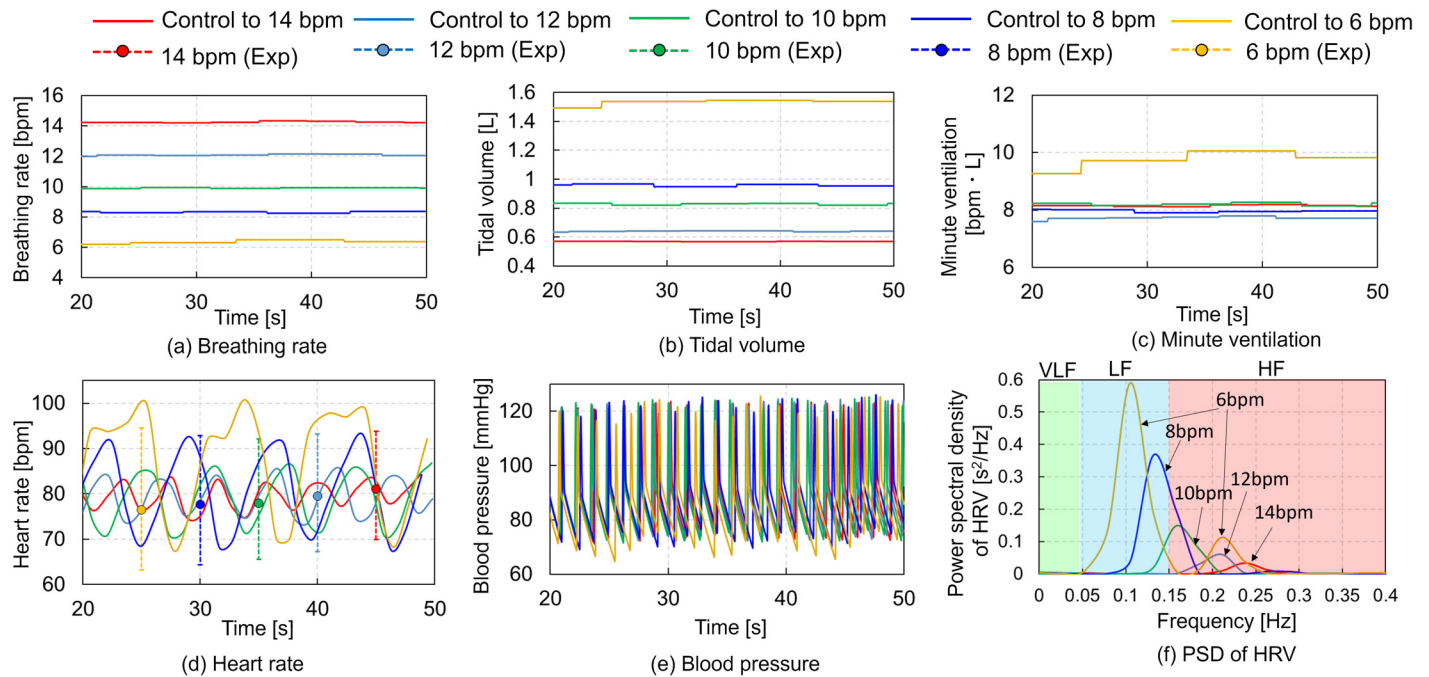 Control to 14 bpm Control to 12 bpm Control to 10 bpm Control to 8 bpm Control to 6 bpm
14 bpm (Exp) 12 bpm (Exp) 10 bpm (Exp) 8 bpm (Exp) 6 bpm (Exp)
Breathing rate [bpm]
16
14
12
10
8
6
4
20 30 40 50
Time [s]
(a) Breathing rate
Tidal volume [L]
1.6
1.4
1.2
1
0.8
0.6
0.4
20 30 40 50
Time [s]
(b) Tidal volume
Minute ventilation
[bpm・L]
12
10
8
6
20 30 40 50
Time [s]
(c) Minute ventilation
Heart rate [bpm]
100
90
80
70
60
20 30 40 50
Time [s]
(d) Heart rate
Blood pressure [mmHg]
120
100
80
60
20 30 40 50
Time [s]
(e) Blood pressure
VLF LF HF
Power spectral density
of HRV [s²/Hz]
0.6
0.5
0.4
0.3
0.2
0.1
0
6bpm
8bpm
10bpm
12bpm
14bpm
0 0.05 0.1 0.15 0.2 0.25 0.3 0.35 0.4
Frequency [Hz]
(f) PSD of HRV